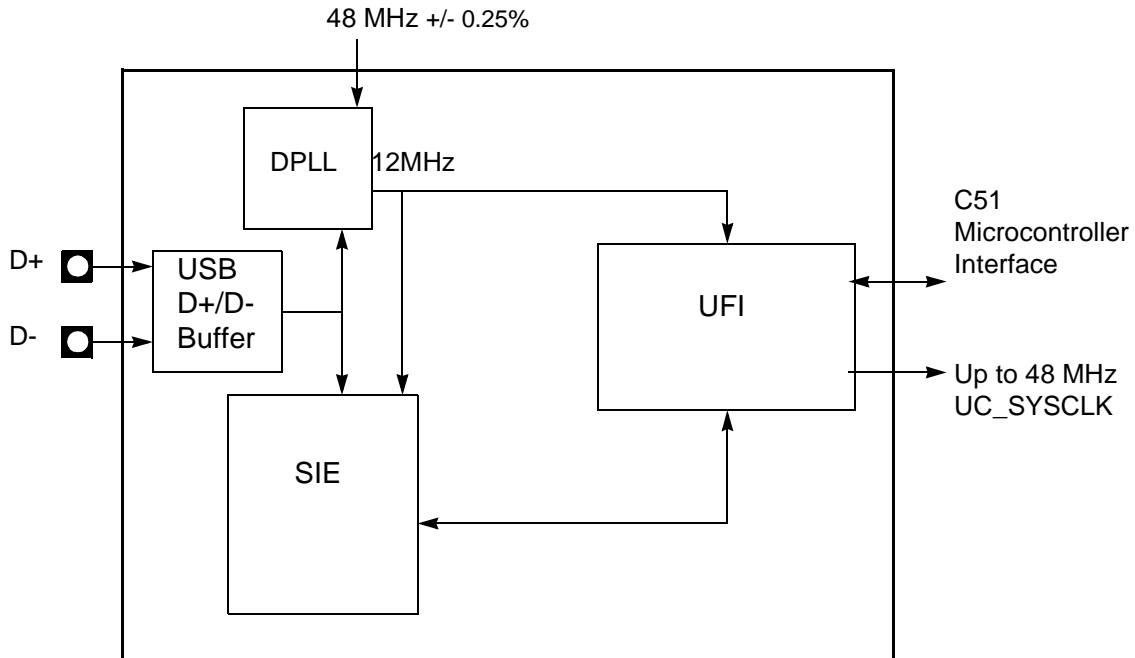 48 MHz +/- 0.25%
DPLL
12MHz
C51
Microcontroller
Interface
D+
USB
D+/D-
Buffer
D-
UFI
Up to 48 MHz
UC_SYSCLK
SIE